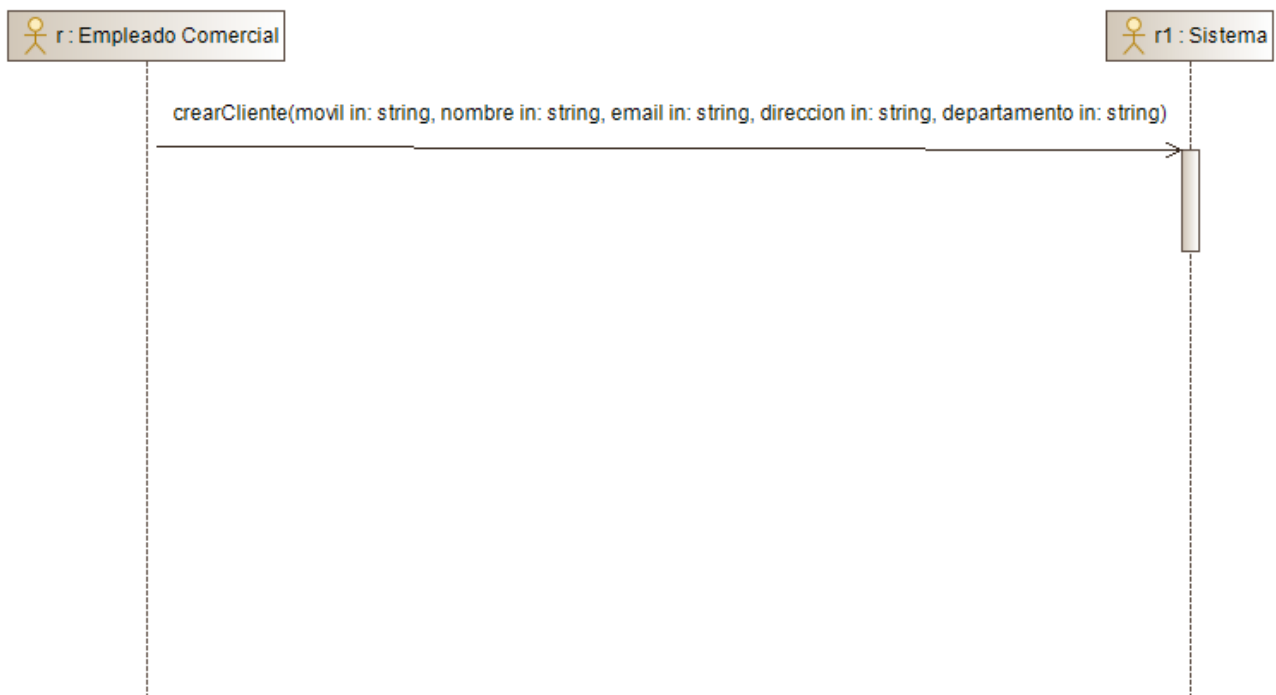 r : Empleado Comercial
r1 : Sistema
crearCliente(movil in: string, nombre in: string, email in: string, direccion in: string, departamento in: string)